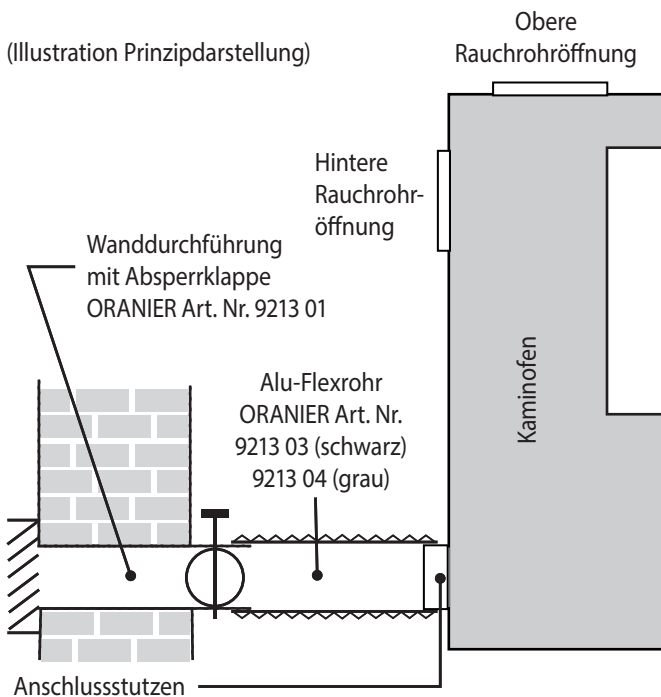 (Illustration Prinzipdarstellung)
Obere
Rauchrohröffnung
Hintere
Rauchrohr-
öffnung
Wanddurchführung
mit Absperrklappe
ORANIER Art. Nr. 9213 01
Alu-Flexrohr
ORANIER Art. Nr.
9213 03 (schwarz)
9213 04 (grau)
Kaminofen
Anschlussstutzen